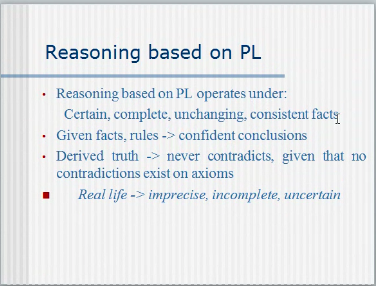 Reasoning based on PL
• Reasoning based on PL operates under:
Certain, complete, unchanging, consistent facts
• Given facts, rules -> confident conclusions
• Derived truth -> never contradicts, given that no
contradictions exist on axioms
■ Real life -> imprecise, incomplete, uncertain